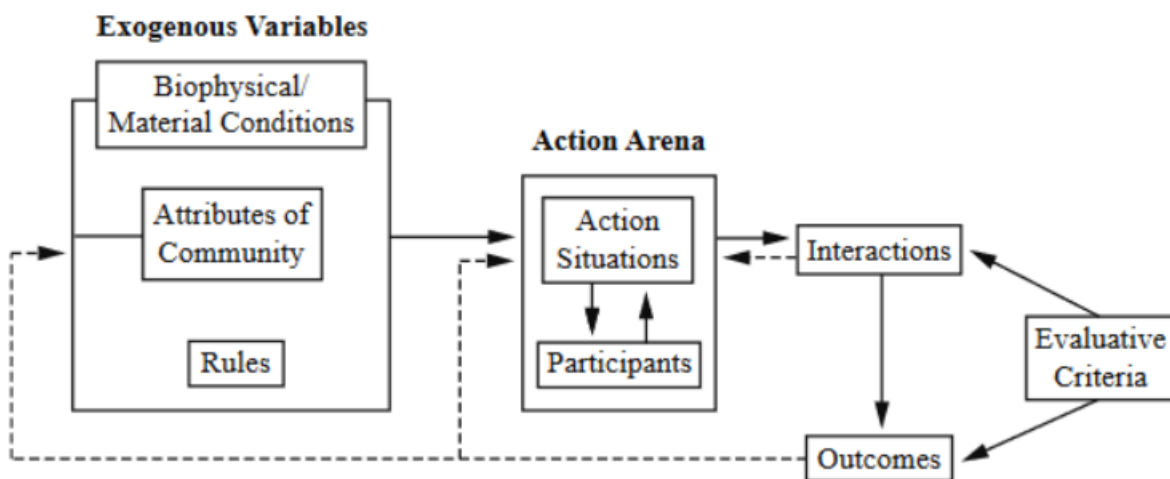 Exogenous Variables
Biophysical/
Material Conditions
Attributes of
Community
Rules
Action Arena
Action
Situations
Participants
Interactions
Outcomes
Evaluative
Criteria